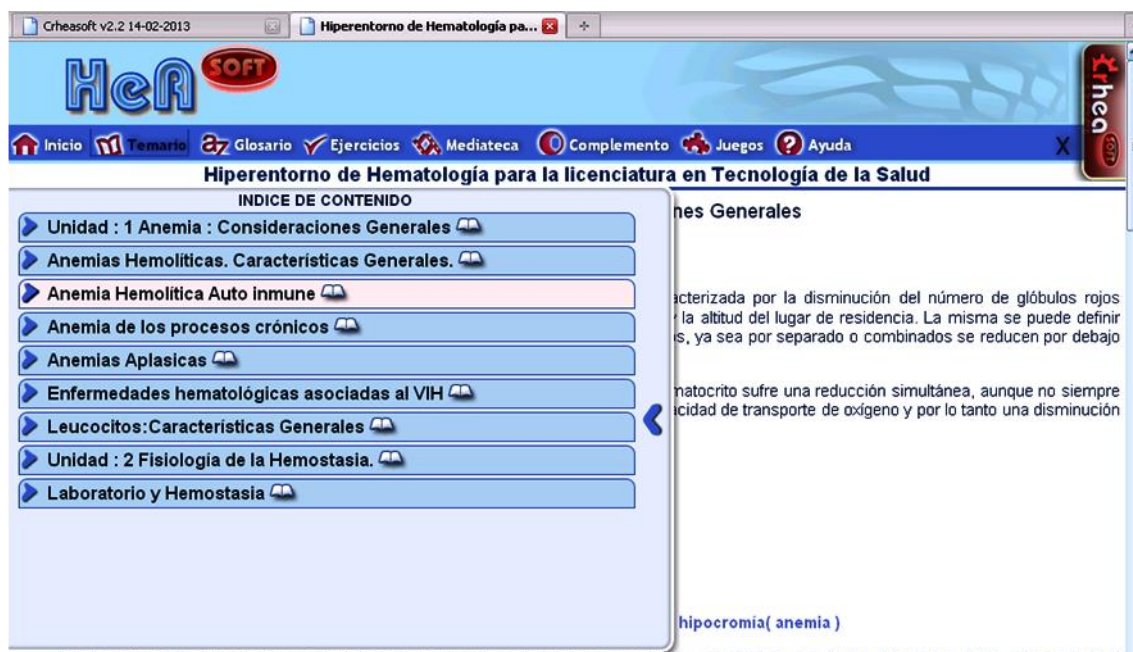 Crheasoft v2.2 14-02-2013
Hiperentorno de Hematología pa...
HeA SOFT
Crhea SOFT
Inicio Temario Glosario Ejercicios Mediateca Complemento Juegos Ayuda X
Hiperentorno de Hematología para la licenciatura en Tecnología de la Salud
INDICE DE CONTENIDO
Unidad : 1 Anemia : Consideraciones Generales
Anemias Hemolíticas. Características Generales.
Anemia Hemolítica Auto inmune
Anemia de los procesos crónicos
Anemias Aplasicas
Enfermedades hematológicas asociadas al VIH
Leucocitos:Características Generales
Unidad : 2 Fisiología de la Hemostasia.
Laboratorio y Hemostasia
nes Generales
acterizada por la disminución del número de glóbulos rojos
la altitud del lugar de residencia. La misma se puede definir
s, ya sea por separado o combinados se reducen por debajo
matocrito sufre una reducción simultánea, aunque no siempre
acidad de transporte de oxígeno y por lo tanto una disminución
hipocromía( anemia )